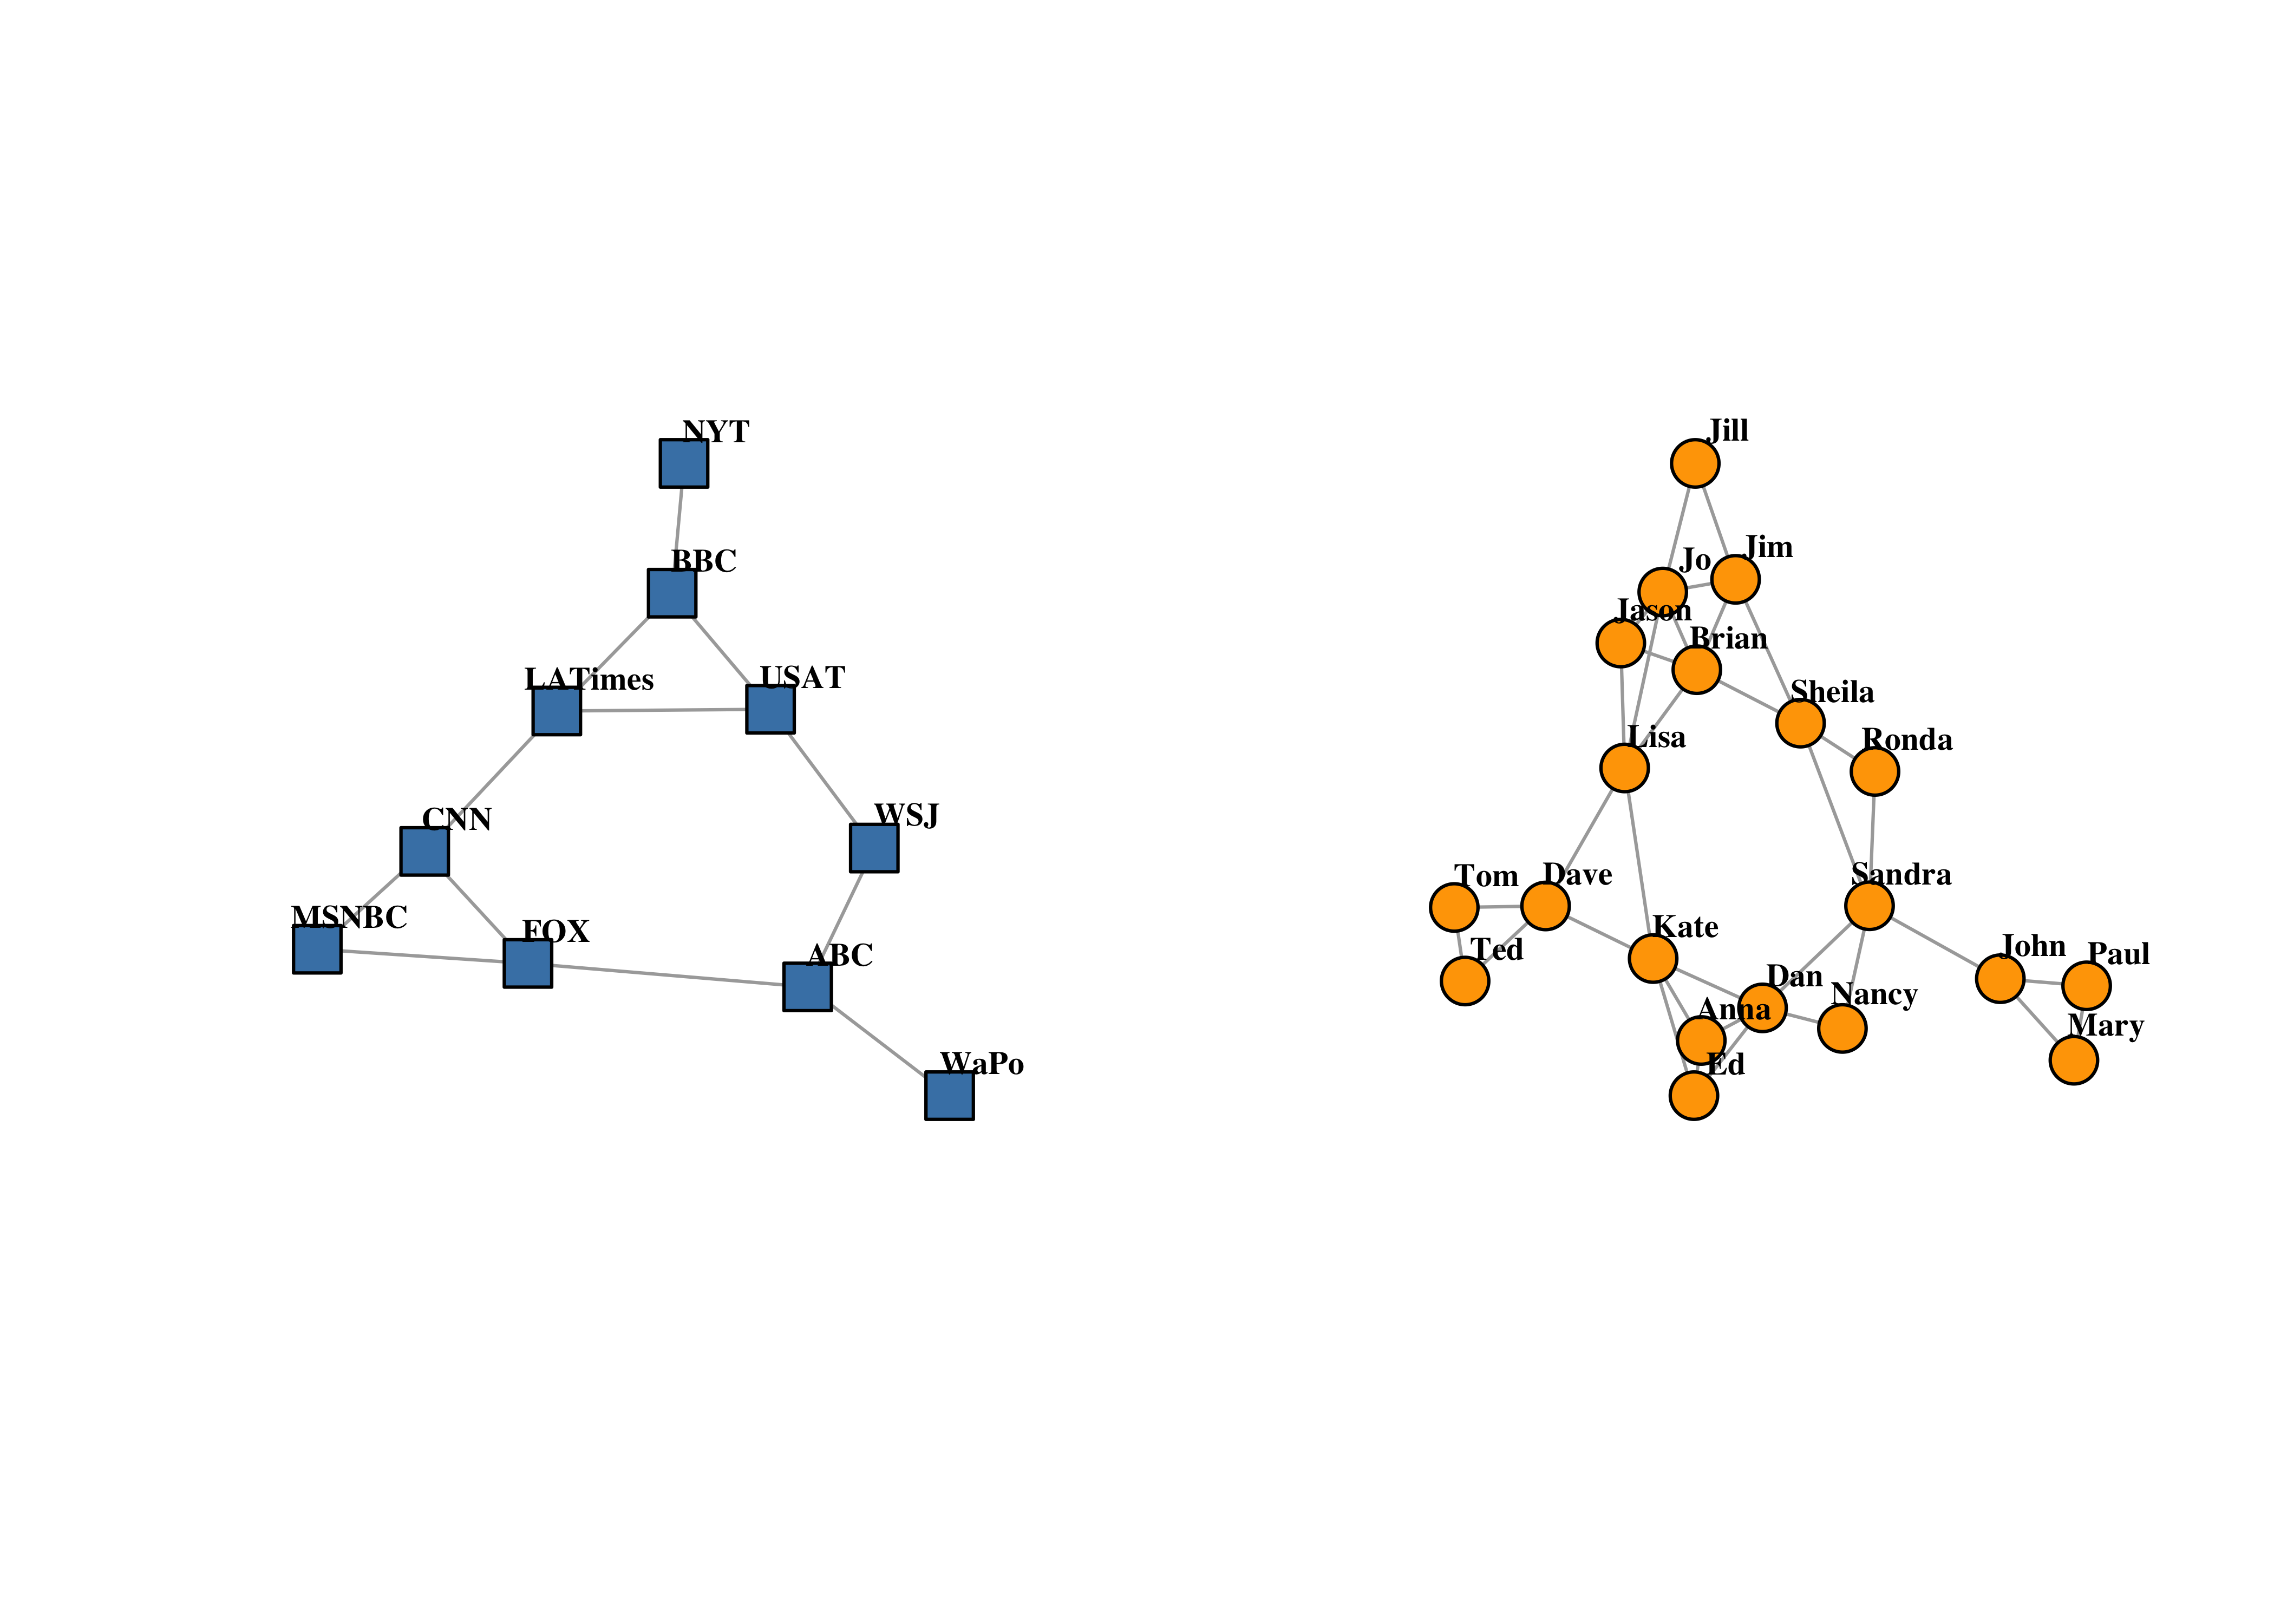 NYT
BBC
LATimes
USAT
CNN
WSJ
MSNBC
FOX
ABC
WaPo
Jill
Jo
Jim
Jason
Brian
Sheila
Lisa
Ronda
Tom
Dave
Sandra
Kate
Ted
John
Paul
Dan
Nancy
Anna
Mary
Ed